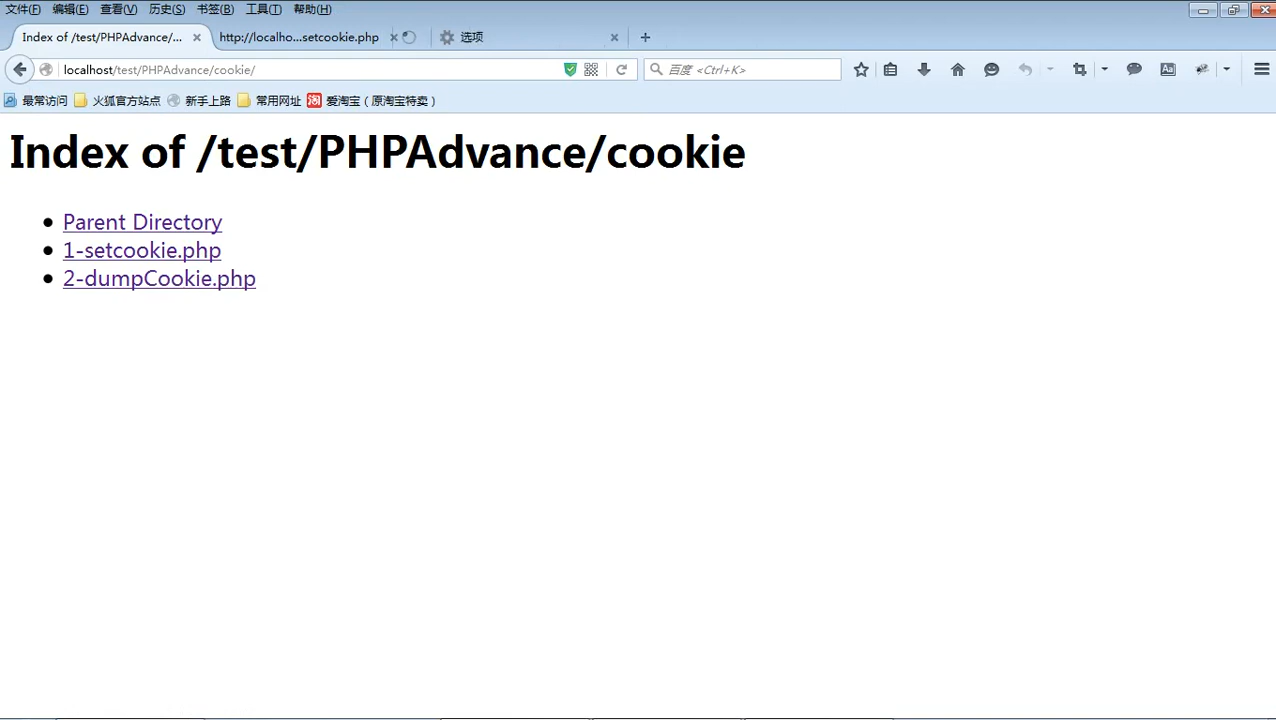 文件(F) 编辑(E) 查看(V) 历史(S) 书签(B) 工具(T) 帮助(H)
Index of /test/PHPAdvance/... http://localho...setcookie.php 选项
localhost/test/PHPAdvance/cookie/ 百度 <Ctrl+K>
最常访问 火狐官方站点 新手上路 常用网址 淘 爱淘宝（原淘宝特卖）
Index of /test/PHPAdvance/cookie
Parent Directory
1-setcookie.php
2-dumpCookie.php